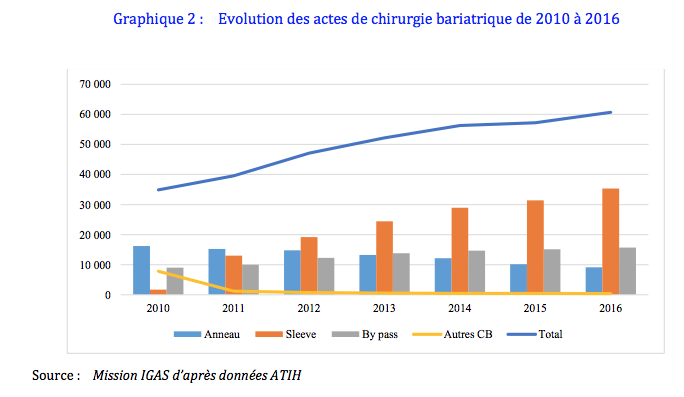 Graphique 2 : Evolution des actes de chirurgie bariatrique de 2010 à 2016
70 000
60 000
50 000
40 000
30 000
20 000
10 000
0
2010 2011 2012 2013 2014 2015 2016
Anneau Sleeve By pass Autres CB Total
Source : Mission IGAS d'après données ATIH